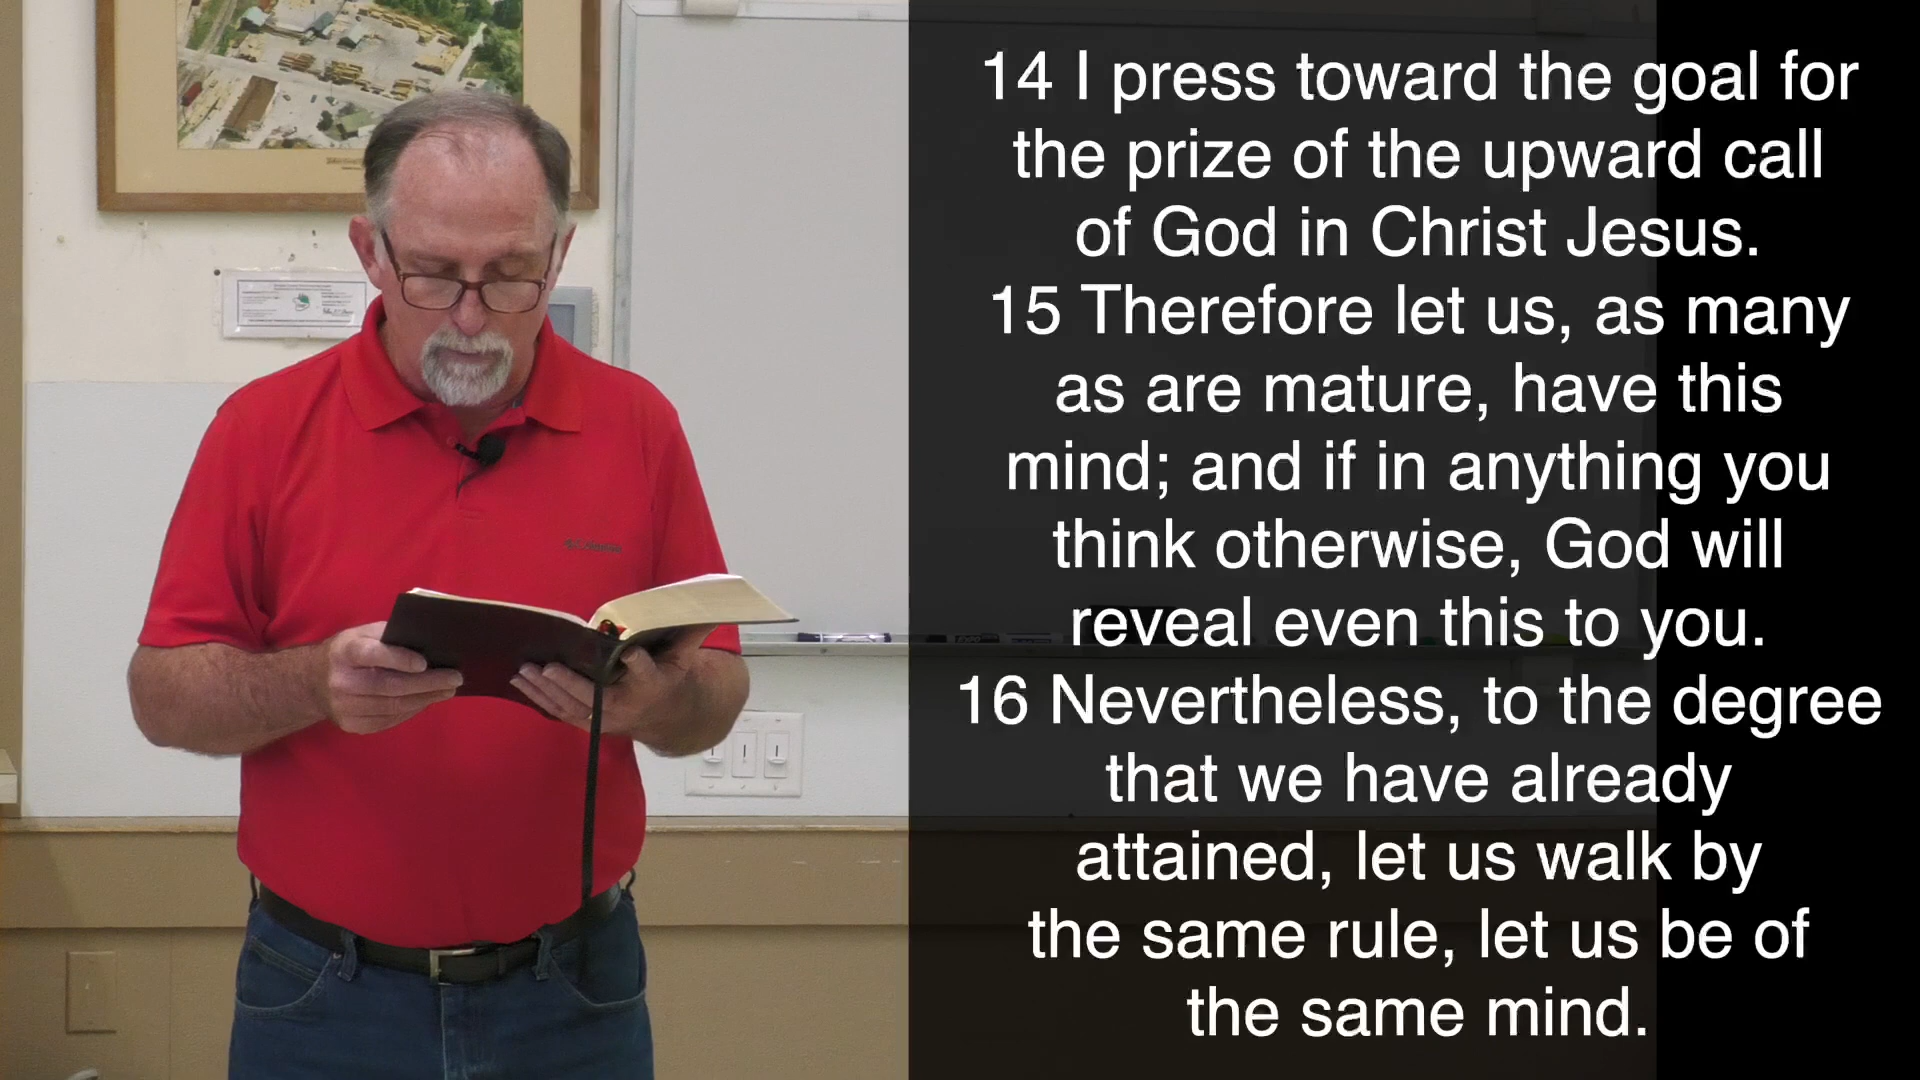 14 I press toward the goal for
the prize of the upward call
of God in Christ Jesus.
15 Therefore let us, as many
as are mature, have this
mind; and if in anything you
think otherwise, God will
reveal even this to you.
16 Nevertheless, to the degree
that we have already
attained, let us walk by
the same rule, let us be of
the same mind.